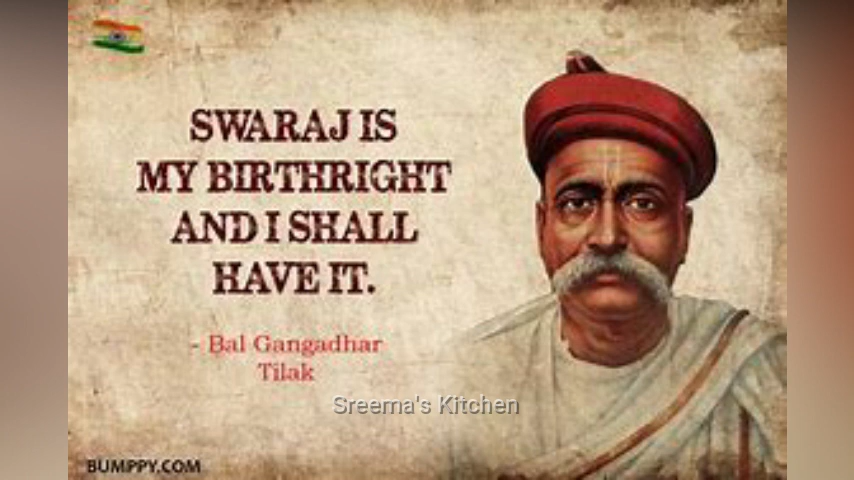 SWARAJ IS
MY BIRTHRIGHT
AND I SHALL
HAVE IT.
- Bal Gangadhar
Tilak
Sreema's Kitchen
BUMPPY.COM